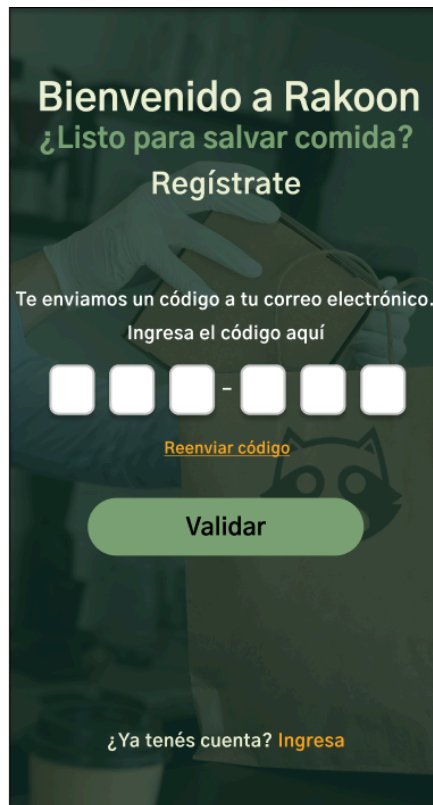 Bienvenido a Rakoon
¿Listo para salvar comida?
Regístrate
Te enviamos un código a tu correo electrónico.
Ingresa el código aquí
-
Reenviar código
Validar
¿Ya tenés cuenta? Ingresa